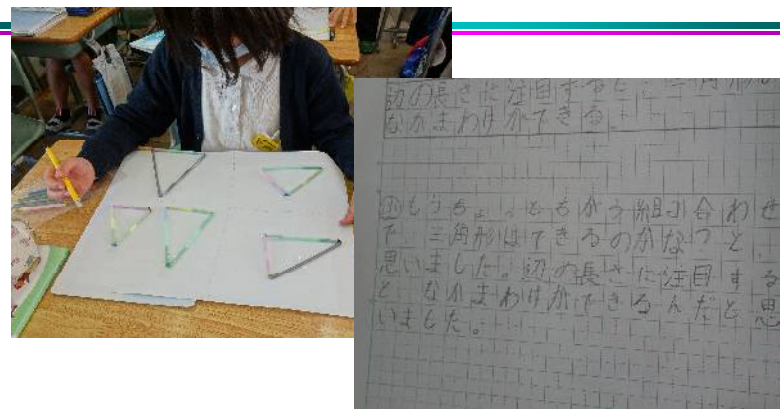 辺の長さに注目すると、三角形の
なかまわけができる
もうちょっとちがう組み合わせ
で、三角形はできるのかなっと
思いました。辺の長さに注目する
と、なかまわけができるんだと思
いました。